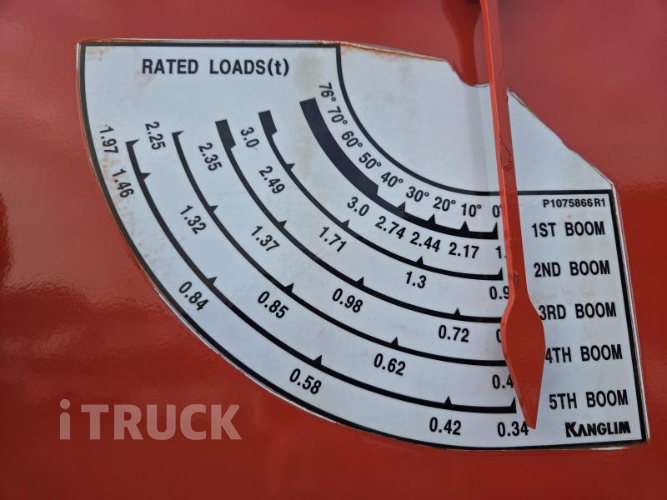 RATED LOADS(t)
76° 70° 60° 50° 40° 30° 20° 10°
P1075866R1
3.0 2.74 2.44 2.17
1ST BOOM
3.0 2.49 1.71 1.3
2ND BOOM
2.35 1.37 0.98 0.72
3RD BOOM
2.25 1.32 0.85 0.62
4TH BOOM
1.97 1.46 0.84 0.58 0.42 0.34
5TH BOOM
KANGLIM
i TRUCK